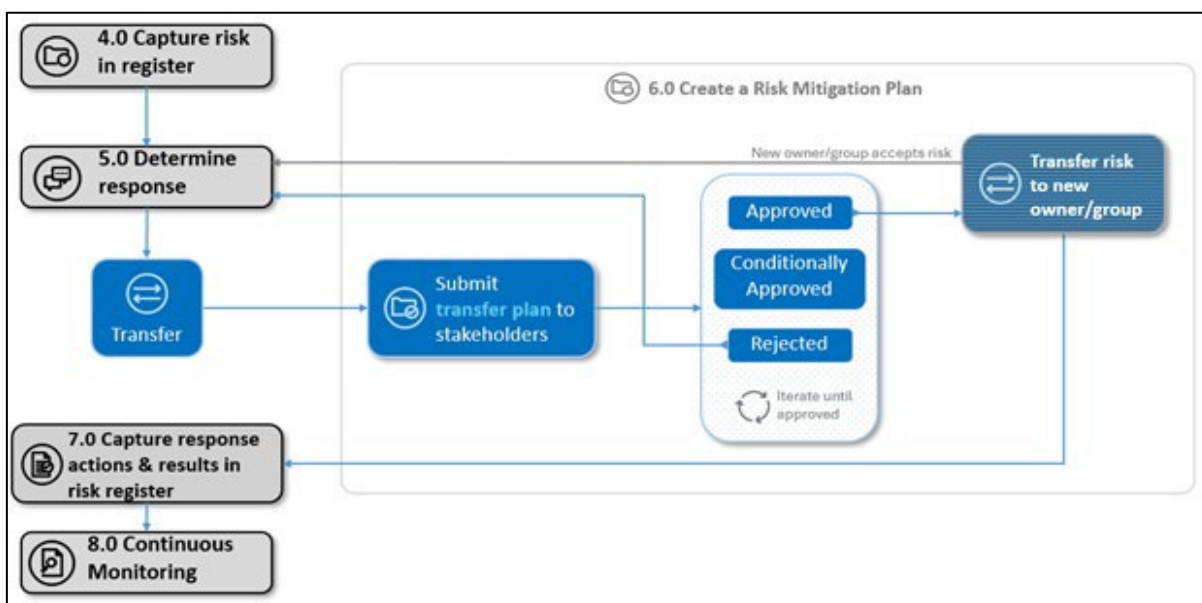 4.0 Capture risk
in register
6.0 Create a Risk Mitigation Plan
5.0 Determine
response
New owner/group accepts risk
Transfer risk
to new
owner/group
Approved
Conditionally
Approved
Rejected
Iterate until
approved
Submit
transfer plan to
stakeholders
Transfer
7.0 Capture response
actions & results in
risk register
8.0 Continuous
Monitoring